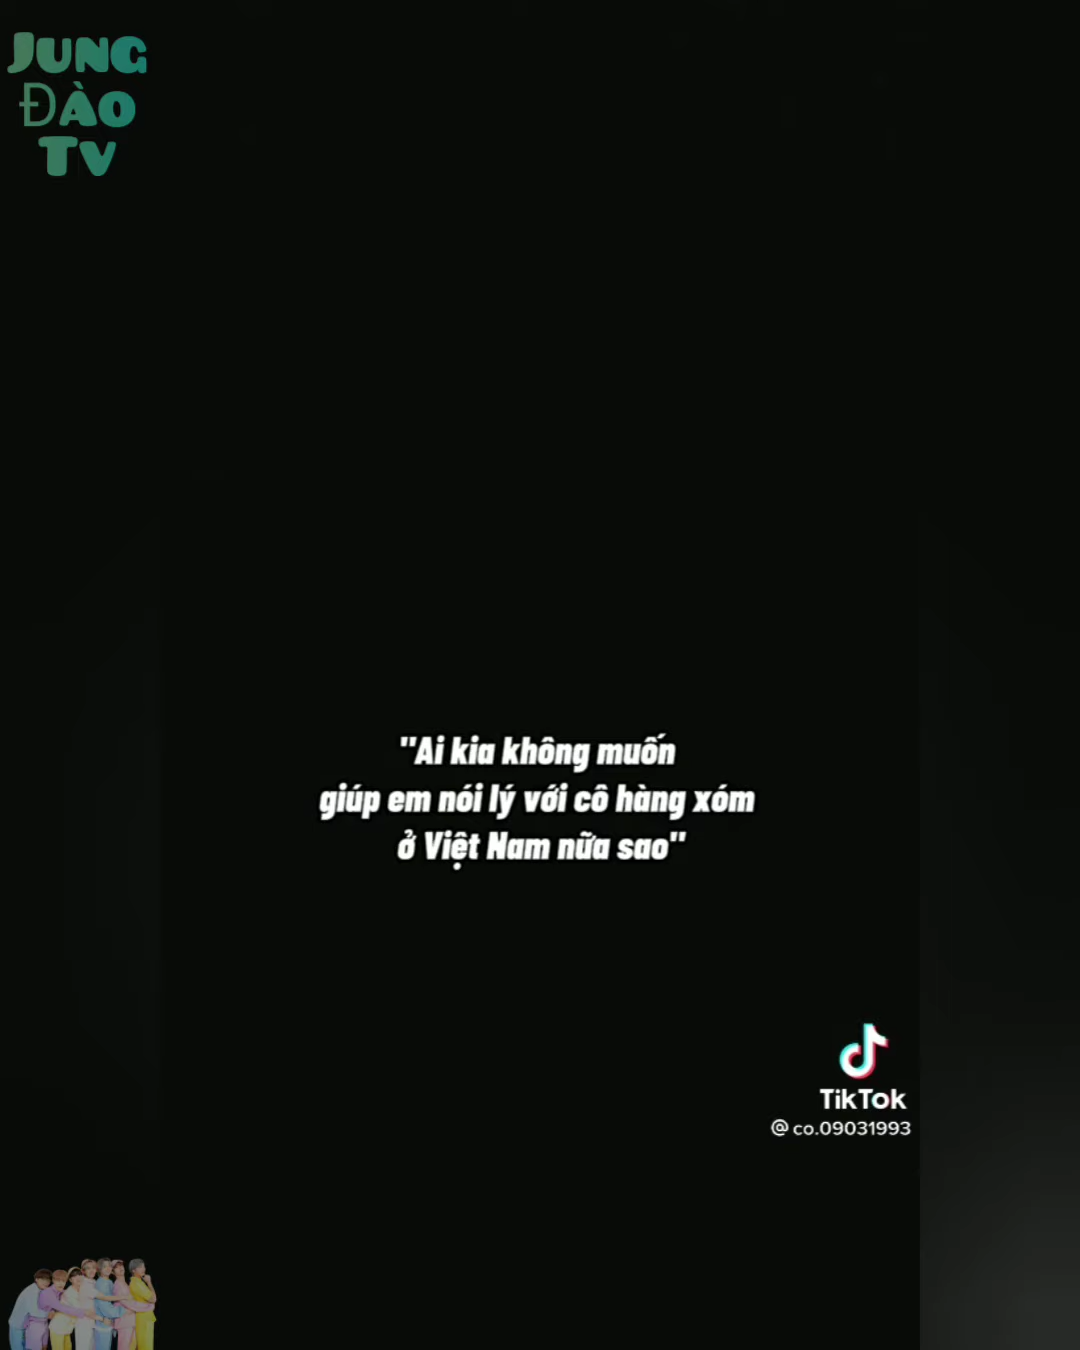 JUNG
ĐÀO
TV
"Ai kia không muốn
giúp em nói lý với cô hàng xóm
ở Việt Nam nữa sao"
TikTok
@co.09031993